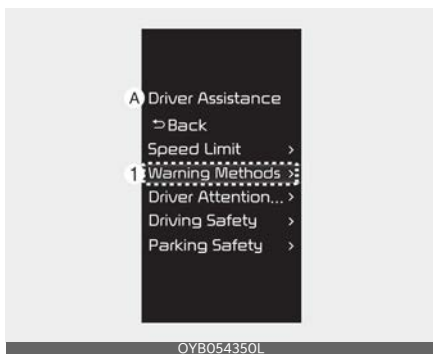 A Driver Assistance
⮌Back
Speed Limit >
1 Warning Methods >
Driver Attention... >
Driving Safety >
Parking Safety >
OYB054350L